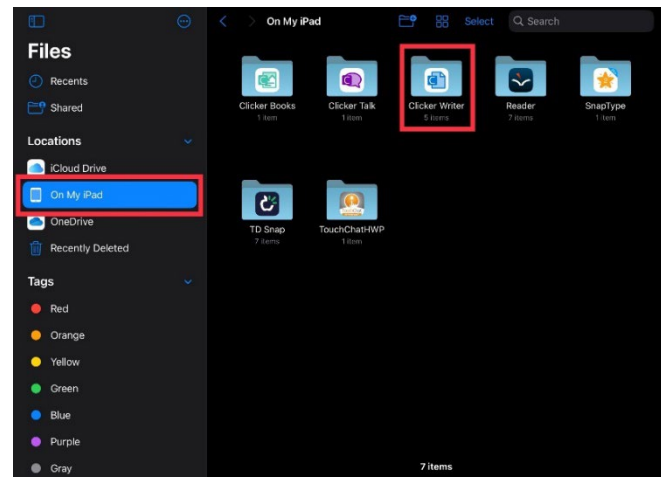 On My iPad
Select
Search
Files
Recents
Shared
Locations
iCloud Drive
On My iPad
OneDrive
Recently Deleted
Tags
Red
Orange
Yellow
Green
Blue
Purple
Gray
Clicker Books
1 item
Clicker Talk
1 item
Clicker Writer
5 items
Reader
7 items
SnapType
1 item
TD Snap
7 items
TouchChatHWP
1 item
7 items